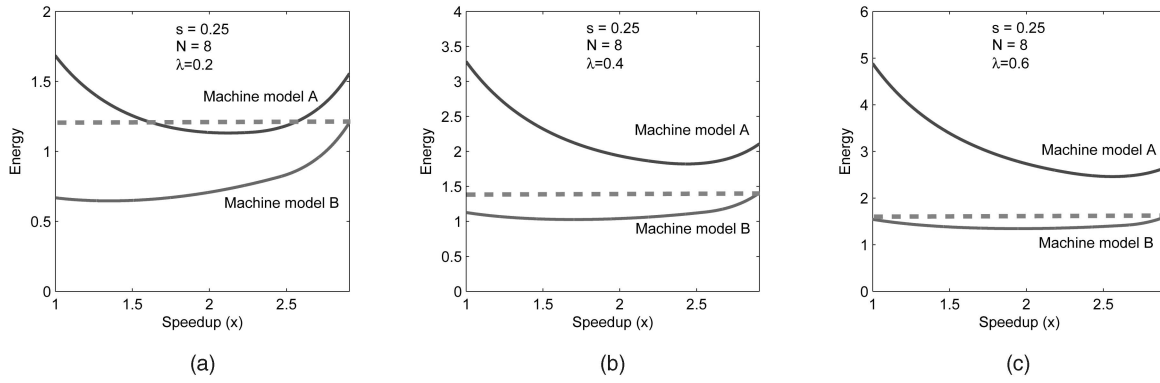 2
1.5
1
0.5
0
Energy
s = 0.25
N = 8
λ=0.2
Machine model A
Machine model B
1 1.5 2 2.5
Speedup (x)
(a)
4
3.5
3
2.5
2
1.5
1
0.5
0
Energy
s = 0.25
N = 8
λ=0.4
Machine model A
Machine model B
1 1.5 2 2.5
Speedup (x)
(b)
6
5
4
3
2
1
0
Energy
s = 0.25
N = 8
λ=0.6
Machine model A
Machine model B
1 1.5 2 2.5
Speedup (x)
(c)